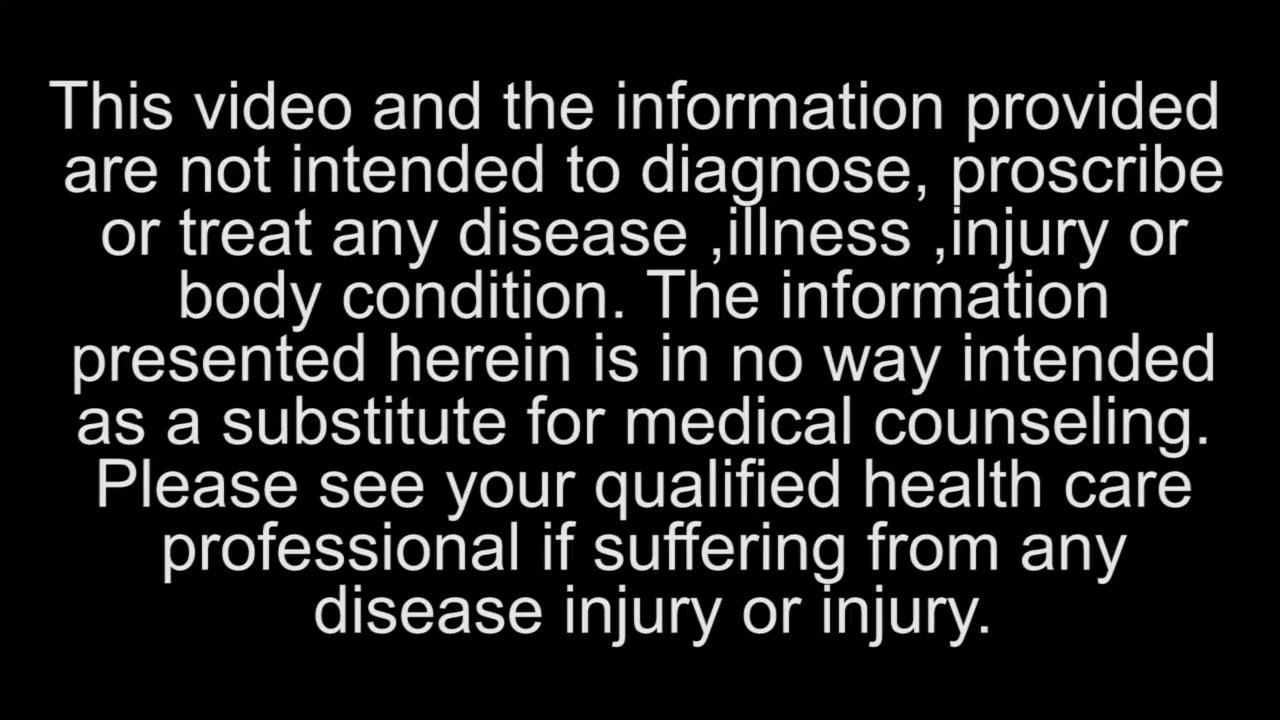 This video and the information provided
are not intended to diagnose, proscribe
or treat any disease ,illness ,injury or
body condition. The information
presented herein is in no way intended
as a substitute for medical counseling.
Please see your qualified health care
professional if suffering from any
disease injury or injury.